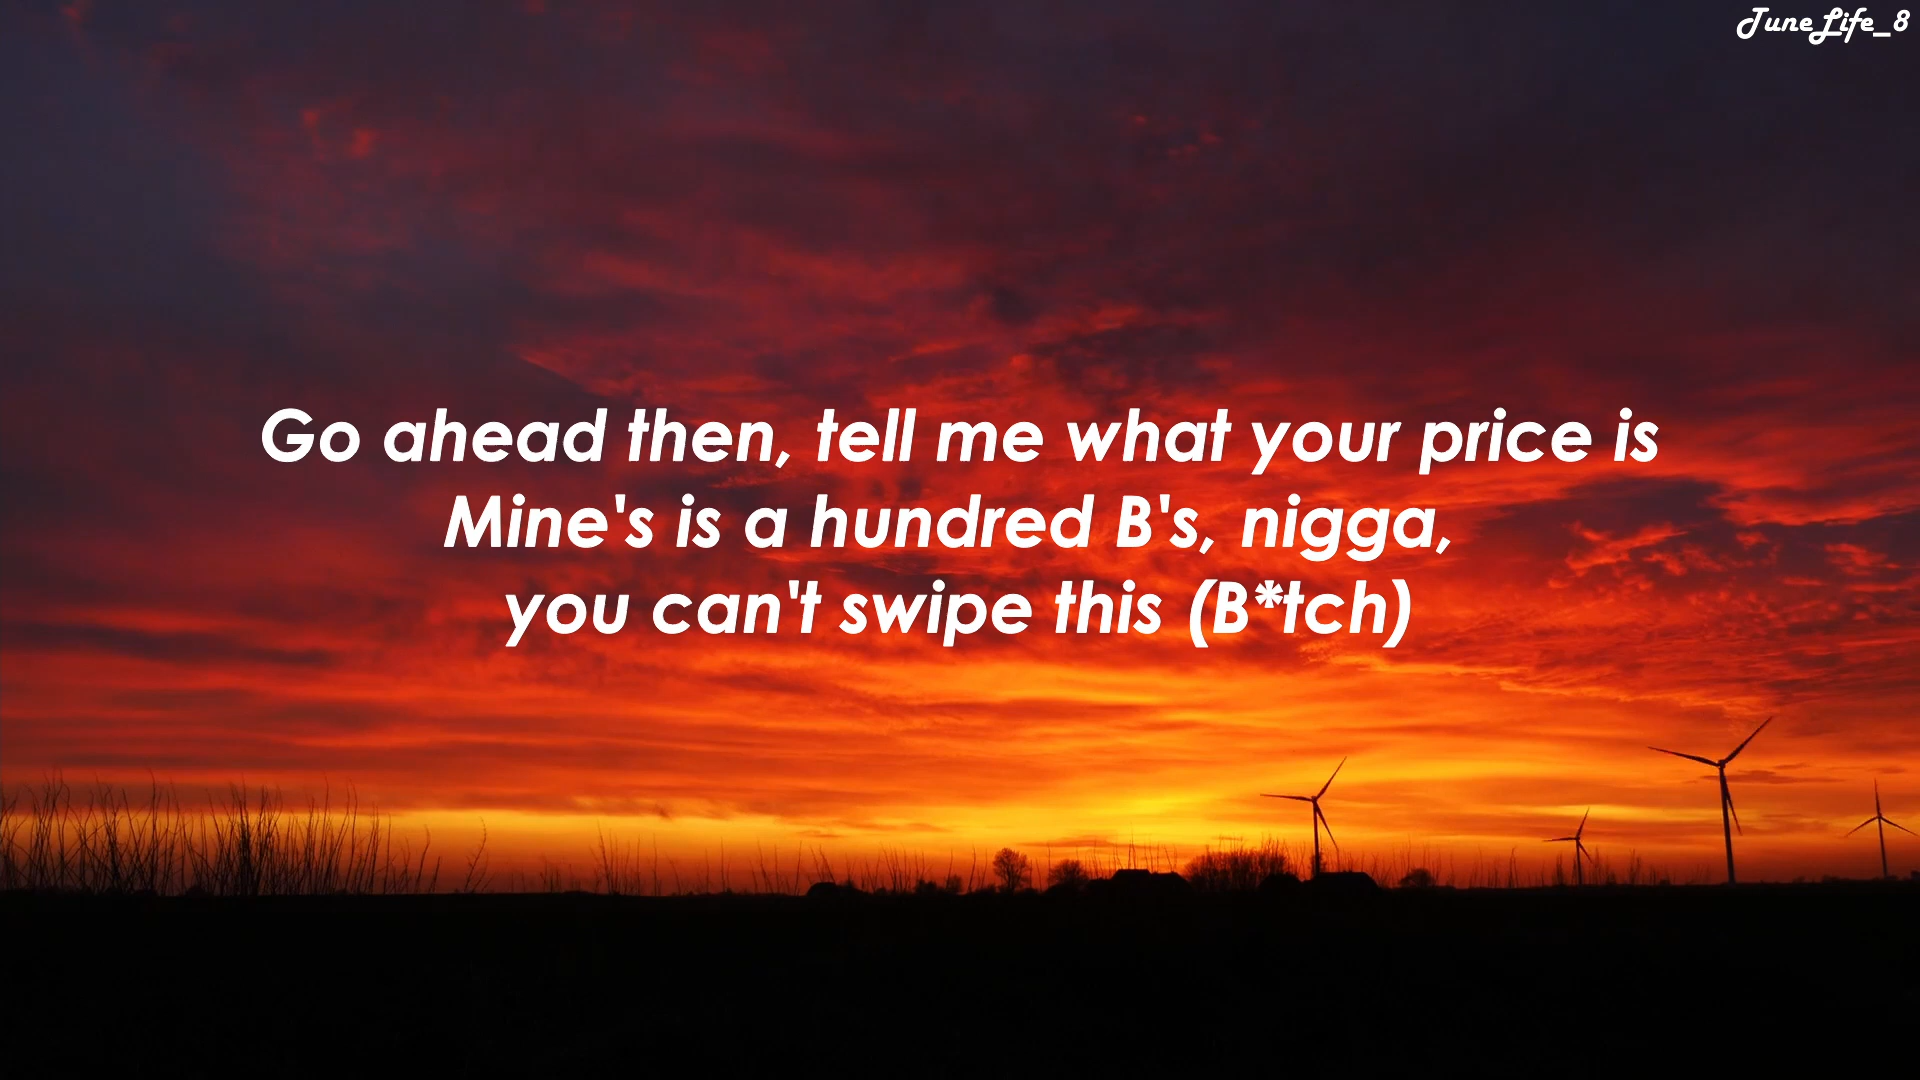 JuneLife_8
Go ahead then, tell me what your price is
Mine's is a hundred B's, nigga,
you can't swipe this (B*tch)